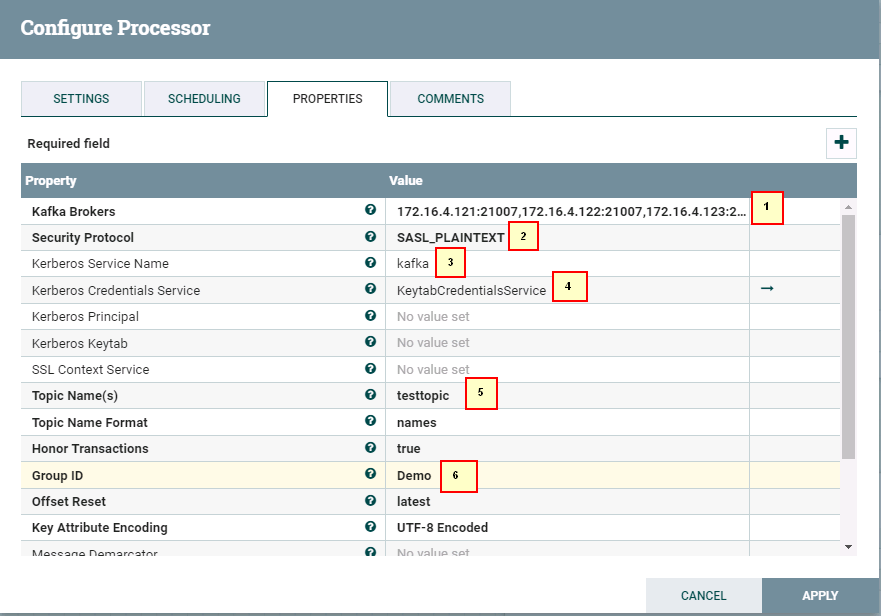 Configure Processor
SETTINGS SCHEDULING PROPERTIES COMMENTS
Required field
Property Value
Kafka Brokers 172.16.4.121:21007,172.16.4.122:21007,172.16.4.123:2... 1
Security Protocol SASL_PLAINTEXT 2
Kerberos Service Name kafka 3
Kerberos Credentials Service KeytabCredentialsService 4
Kerberos Principal No value set
Kerberos Keytab No value set
SSL Context Service No value set
Topic Name(s) testtopic 5
Topic Name Format names
Honor Transactions true
Group ID Demo 6
Offset Reset latest
Key Attribute Encoding UTF-8 Encoded
Message Demarcator No value set
CANCEL APPLY